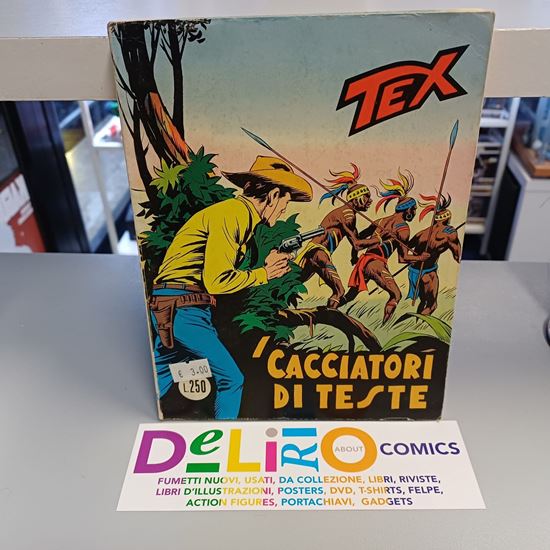 TEX
'CACCIATORI
DI TESTE
€ 3.00
L.250
DeLiRiO ABOUT COMICS
FUMETTI NUOVI, USATI, DA COLLEZIONE, LIBRI, RIVISTE,
LIBRI D'ILLUSTRAZIONI, POSTERS, DVD, T-SHIRTS, FELPE,
ACTION FIGURES, PORTACHIAVI, GADGETS